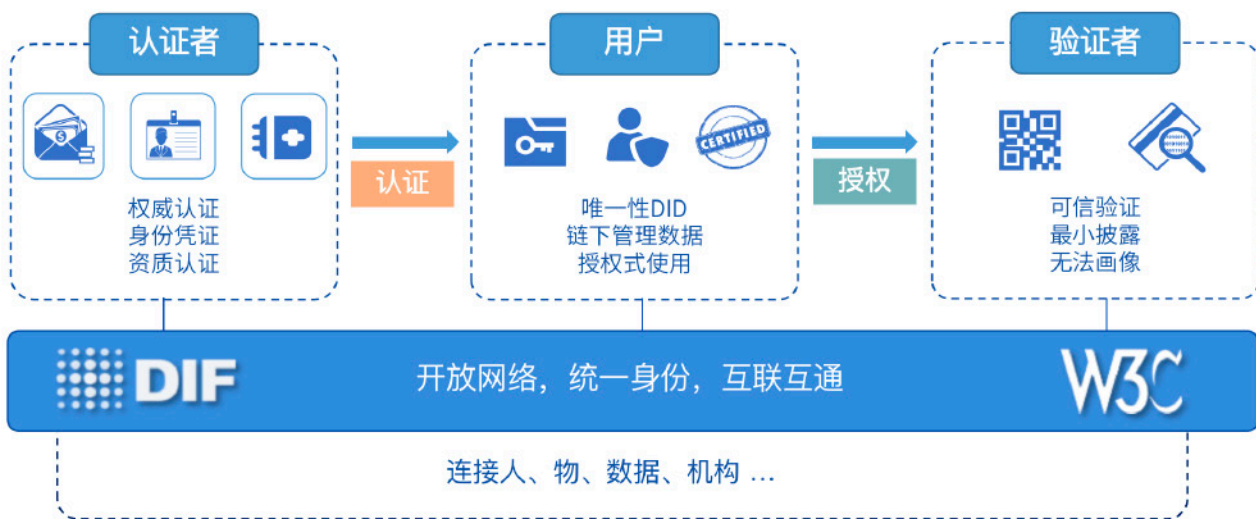 认证者
用户
验证者
CERTIFIED
认证
授权
权威认证
身份凭证
资质认证
唯一性DID
链下管理数据
授权式使用
可信验证
最小披露
无法画像
DIF
开放网络，统一身份，互联互通
W3C
连接人、物、数据、机构 ...